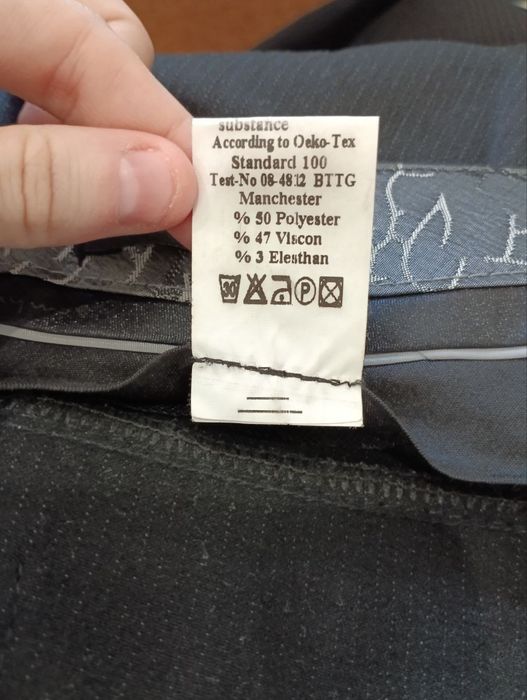 substance
According to Oeko-Tex
Standard 100
Test-No 08-4812 BTTG
Manchester
% 50 Polyester
% 47 Viscon
% 3 Elesthan
30 P